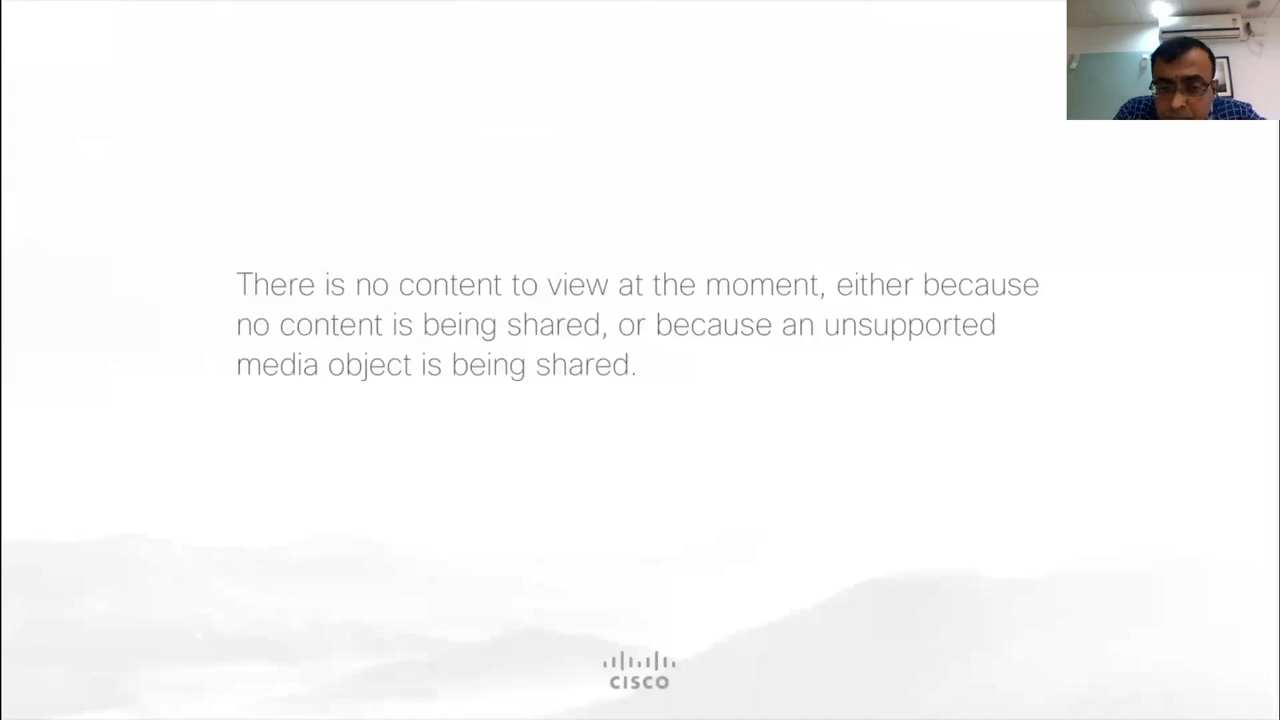 There is no content to view at the moment, either because
no content is being shared, or because an unsupported
media object is being shared.
CISCO